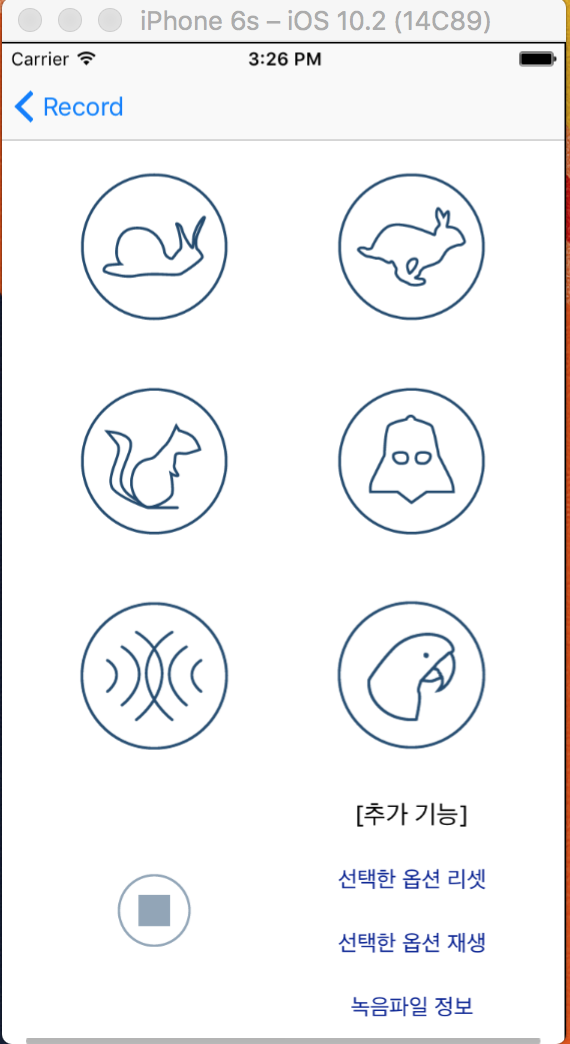 iPhone 6s – iOS 10.2 (14C89)
Carrier 3:26 PM
Record
[추가 기능]
선택한 옵션 리셋
선택한 옵션 재생
녹음파일 정보